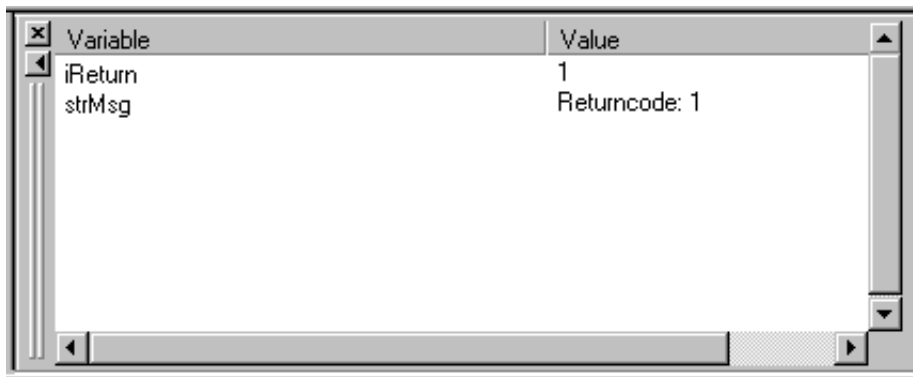 Variable Value
iReturn 1
strMsg Returncode: 1